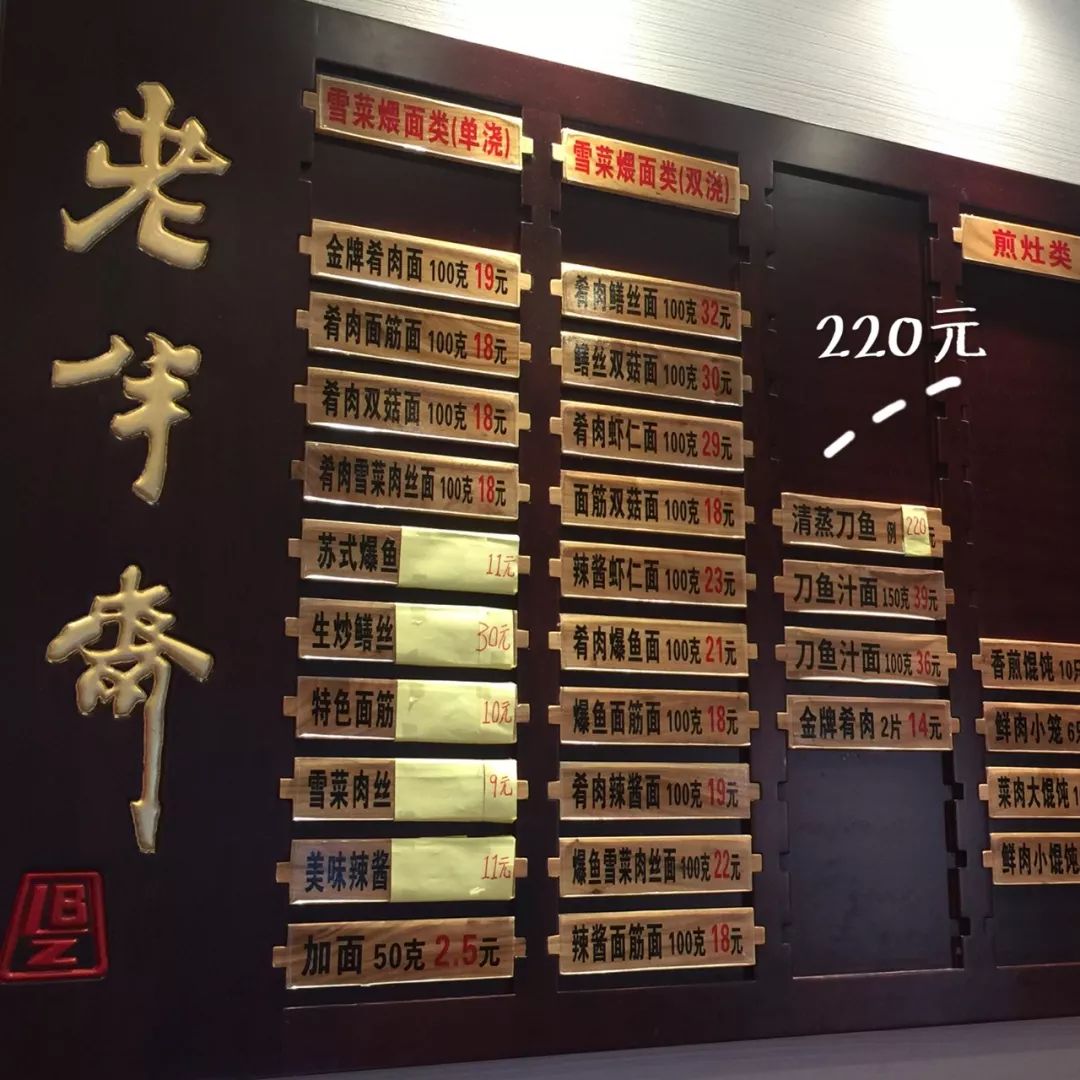 老半斋
LBZ
雪菜煨面类(单浇)
金牌肴肉面 100克 19元
肴肉面筋面 100克 18元
肴肉双菇面 100克 18元
肴肉雪菜肉丝面 100克 18元
苏式爆鱼 11元
生炒鳝丝 30元
特色面筋 10元
雪菜肉丝 9元
美味辣酱 11元
加面 50克 2.5元
雪菜煨面类(双浇)
肴肉鳝丝面 100克 32元
鳝丝双菇面 100克 30元
肴肉虾仁面 100克 29元
面筋双菇面 100克 18元
辣酱虾仁面 100克 23元
肴肉爆鱼面 100克 21元
爆鱼面筋面 100克 18元
肴肉辣酱面 100克 19元
爆鱼雪菜肉丝面 100克 22元
辣酱面筋面 100克 18元
220元
清蒸刀鱼 例 220元
刀鱼汁面 150克 39元
刀鱼汁面 100克 36元
金牌肴肉 2片 14元
煎灶类
香煎馄饨 10只
鲜肉小笼 6只
菜肉大馄饨 1
鲜肉小馄饨